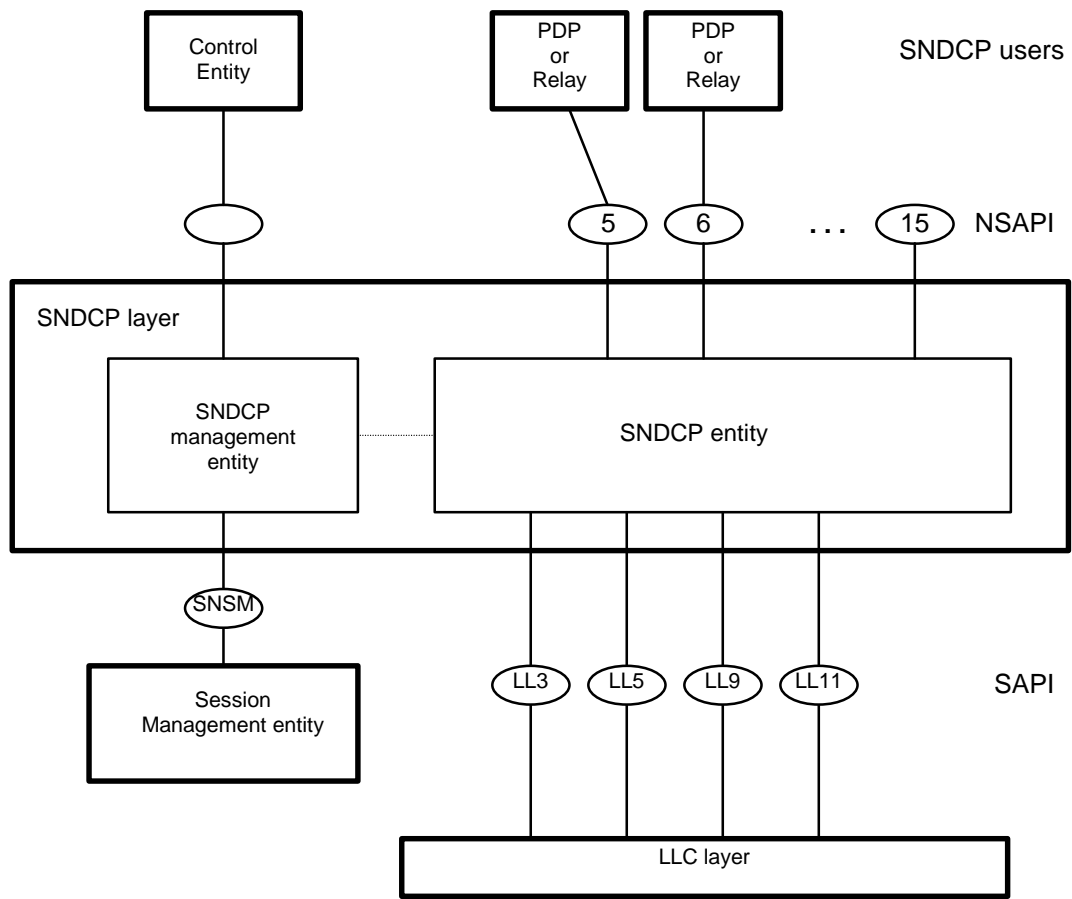 Control
Entity
PDP
or
Relay
PDP
or
Relay
SNDCP users
5
6
. . .
15
NSAPI
SNDCP layer
SNDCP
management
entity
SNDCP entity
SNSM
Session
Management entity
LL3
LL5
LL9
LL11
SAPI
LLC layer